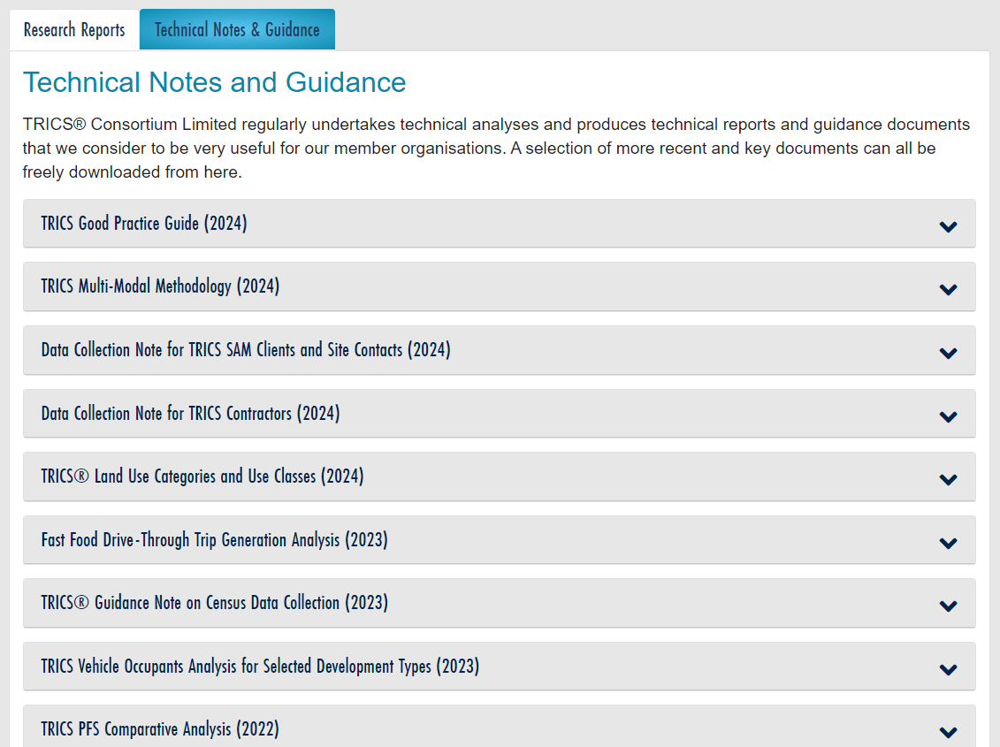 Research Reports
Technical Notes & Guidance
Technical Notes and Guidance
TRICS® Consortium Limited regularly undertakes technical analyses and produces technical reports and guidance documents
that we consider to be very useful for our member organisations. A selection of more recent and key documents can all be
freely downloaded from here.
TRICS Good Practice Guide (2024)
TRICS Multi-Modal Methodology (2024)
Data Collection Note for TRICS SAM Clients and Site Contacts (2024)
Data Collection Note for TRICS Contractors (2024)
TRICS® Land Use Categories and Use Classes (2024)
Fast Food Drive-Through Trip Generation Analysis (2023)
TRICS® Guidance Note on Census Data Collection (2023)
TRICS Vehicle Occupants Analysis for Selected Development Types (2023)
TRICS PFS Comparative Analysis (2022)